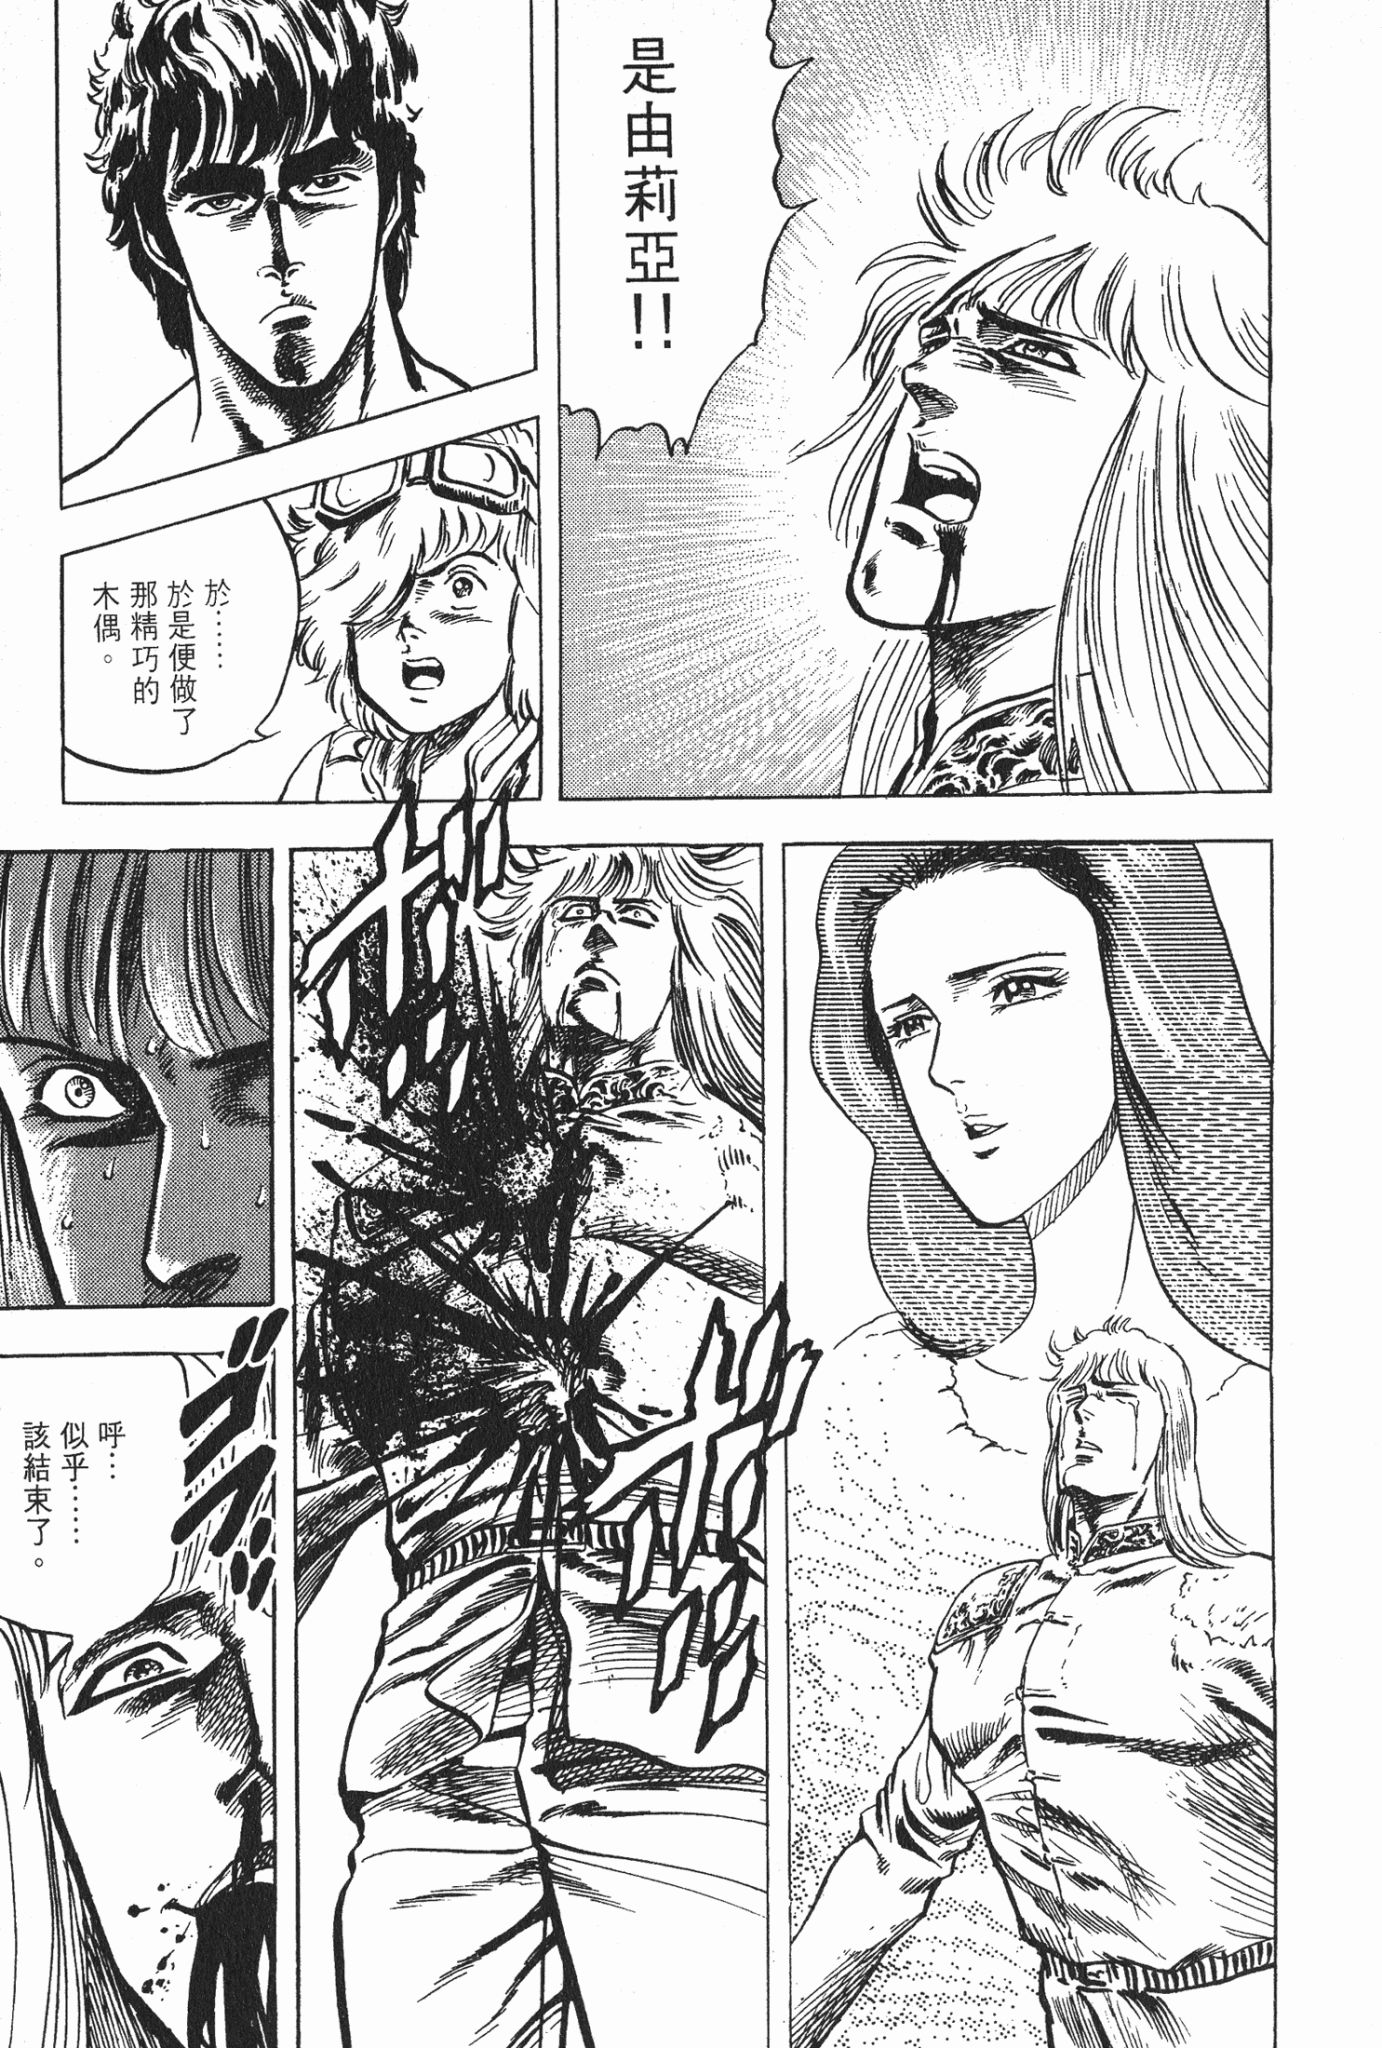 是由莉亞!!
於……
於是便做了
那精巧的
木偶。
呼…
似乎……
該結束了。